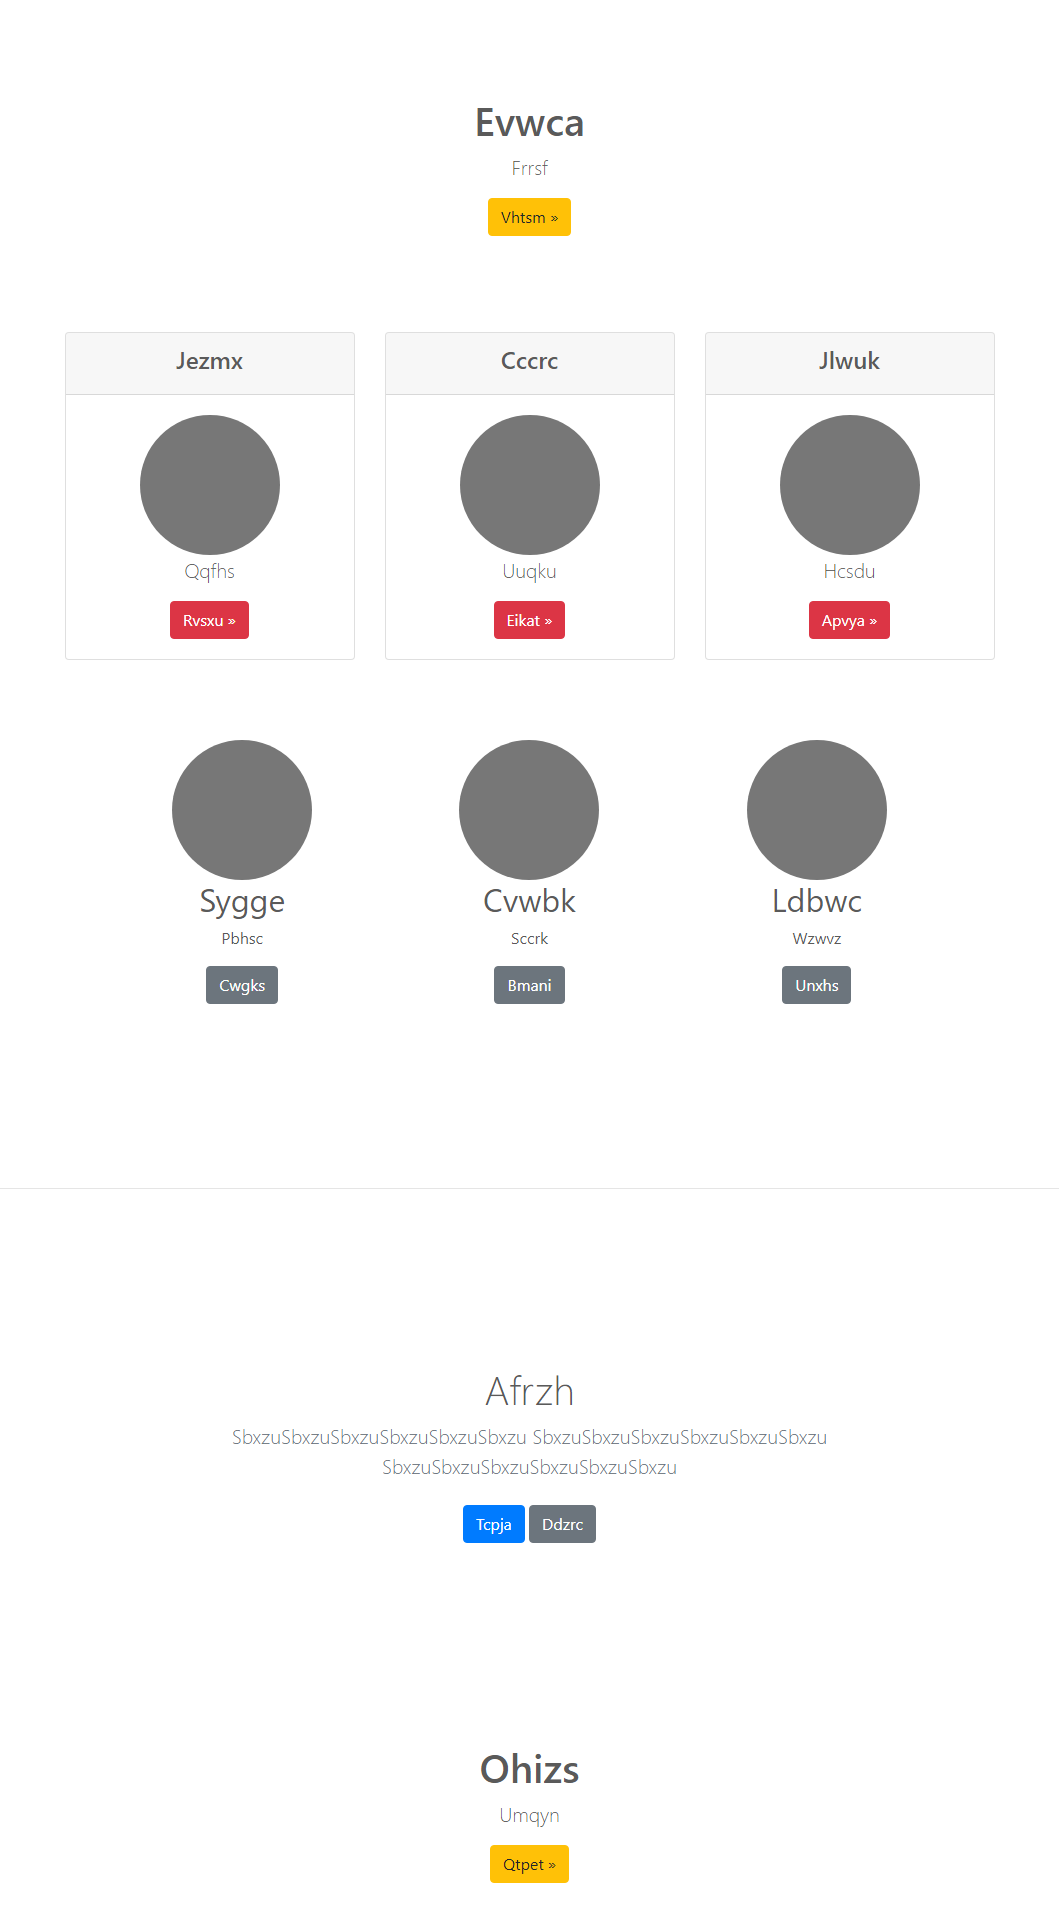 Evwca
Frrsf
Vhtsm »
Jezmx
Cccrc
Jlwuk
Qqfhs
Uuqku
Hcsdu
Rvsxu »
Eikat »
Apvya »
Sygge
Cvwbk
Ldbwc
Pbhsc
Sccrk
Wzwvz
Cwgks
Bmani
Unxhs
Afrzh
SbxzuSbxzuSbxzuSbxzuSbxzuSbxzu SbxzuSbxzuSbxzuSbxzuSbxzuSbxzu
SbxzuSbxzuSbxzuSbxzuSbxzuSbxzu
Tcpja Ddzrc
Ohizs
Umqyn
Qtpet »